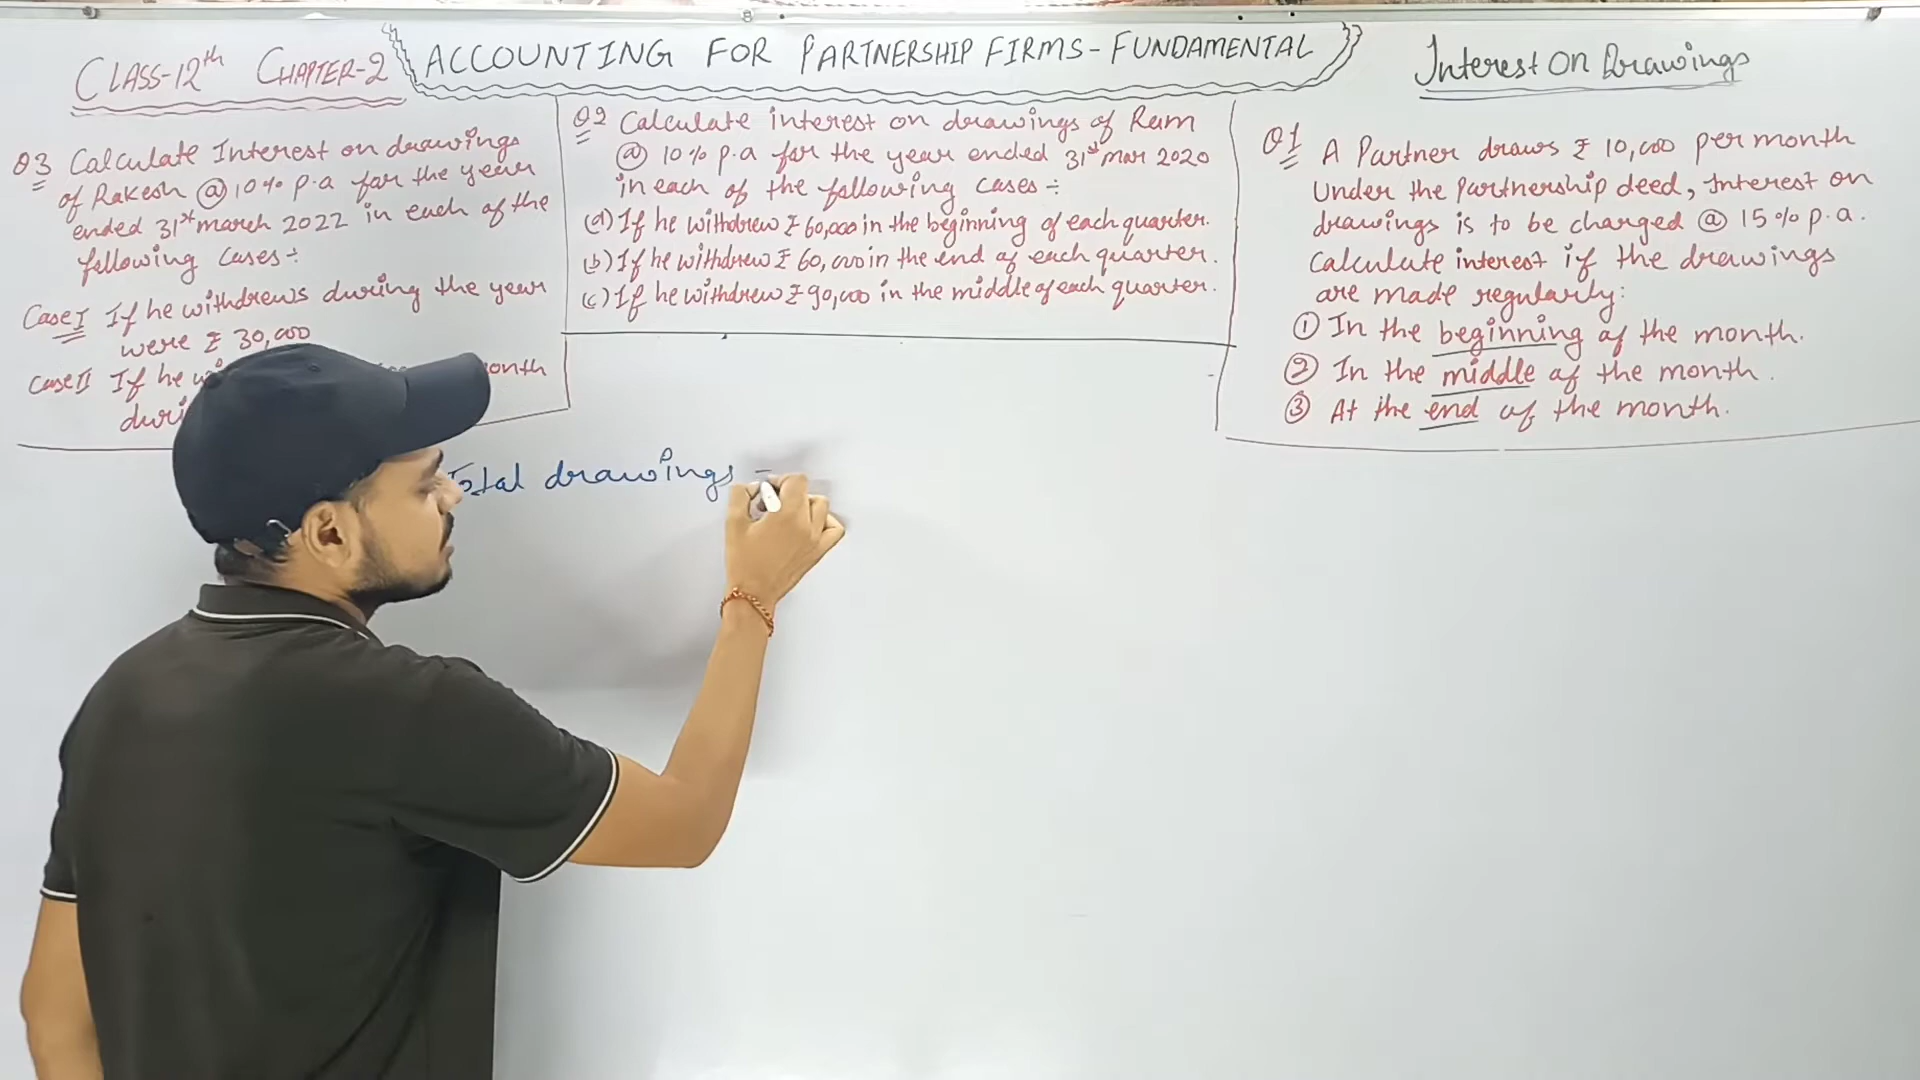 CLASS-12th CHAPTER-2
ACCOUNTING FOR PARTNERSHIP FIRMS-FUNDAMENTAL
Interest On Drawings
Q3 Calculate Interest on drawings
of Rakesh @ 10% p.a for the year
ended 31st march 2022 in each of the
following cases:-
Case I If he withdrews during the year
were ₹ 30,000
Case II If he onth
Q2 Calculate interest on drawings of Ram
@ 10% p.a for the year ended 31st Mar 2020
in each of the following cases :-
(a) If he withdrew ₹ 60,000 in the beginning of each quarter.
(b) If he withdrew ₹ 60,000 in the end of each quarter.
(c) If he withdrew ₹ 90,000 in the middle of each quarter.
Q1 A Partner draws ₹ 10,000 per month
Under the partnership deed, Interest on
drawings is to be charged @ 15% p.a.
Calculate interest if the drawings
are made regularly:
① In the beginning of the month.
② In the middle of the month.
③ At the end of the month.
Total drawings =